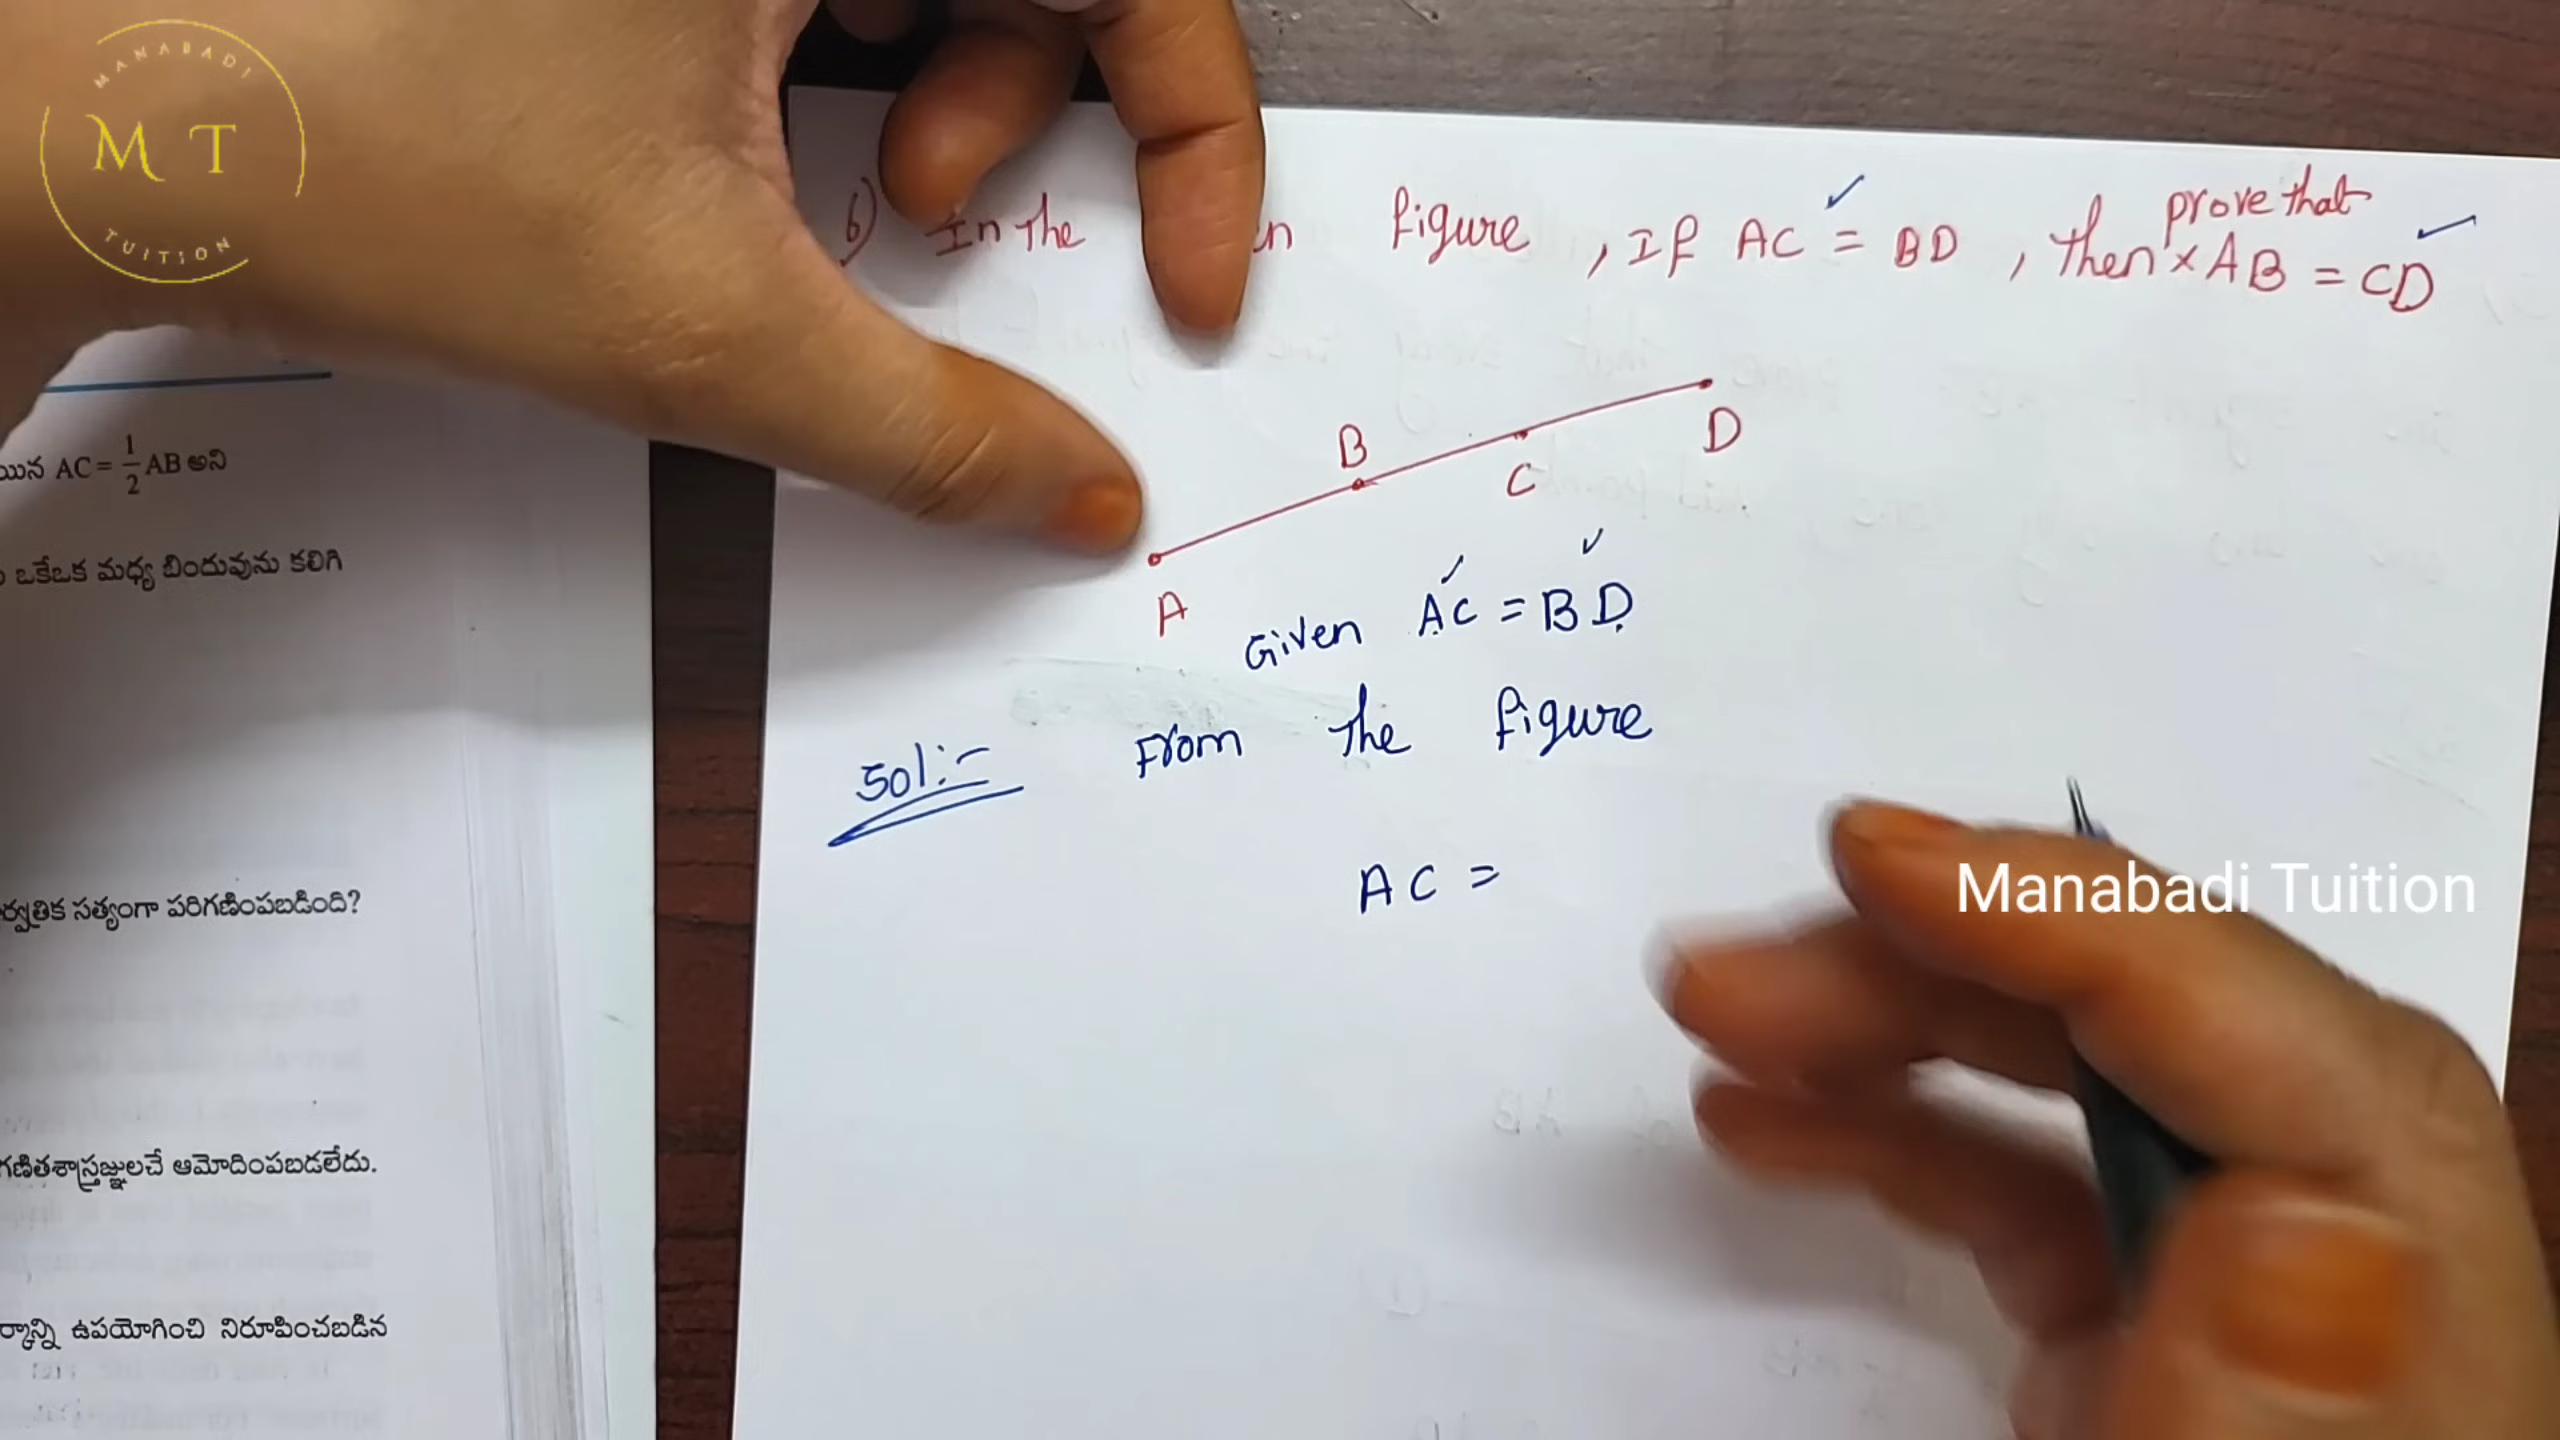 MANABADI
M T
TUITION
6) In the n figure , If AC = BD , then × AB = CD
prove that
B
D
C
A
Given AC = BD
Sol:- From the figure
AC =
యిన AC = 1/2 AB అని
ఒకేఒక మధ్య బిందువును కలిగి
ర్వత్రిక సత్యంగా పరిగణింపబడింది?
గణితశాస్త్రజ్ఞులచే ఆమోదింపబడలేదు.
ర్కాన్ని ఉపయోగించి నిరూపించబడిన
Manabadi Tuition